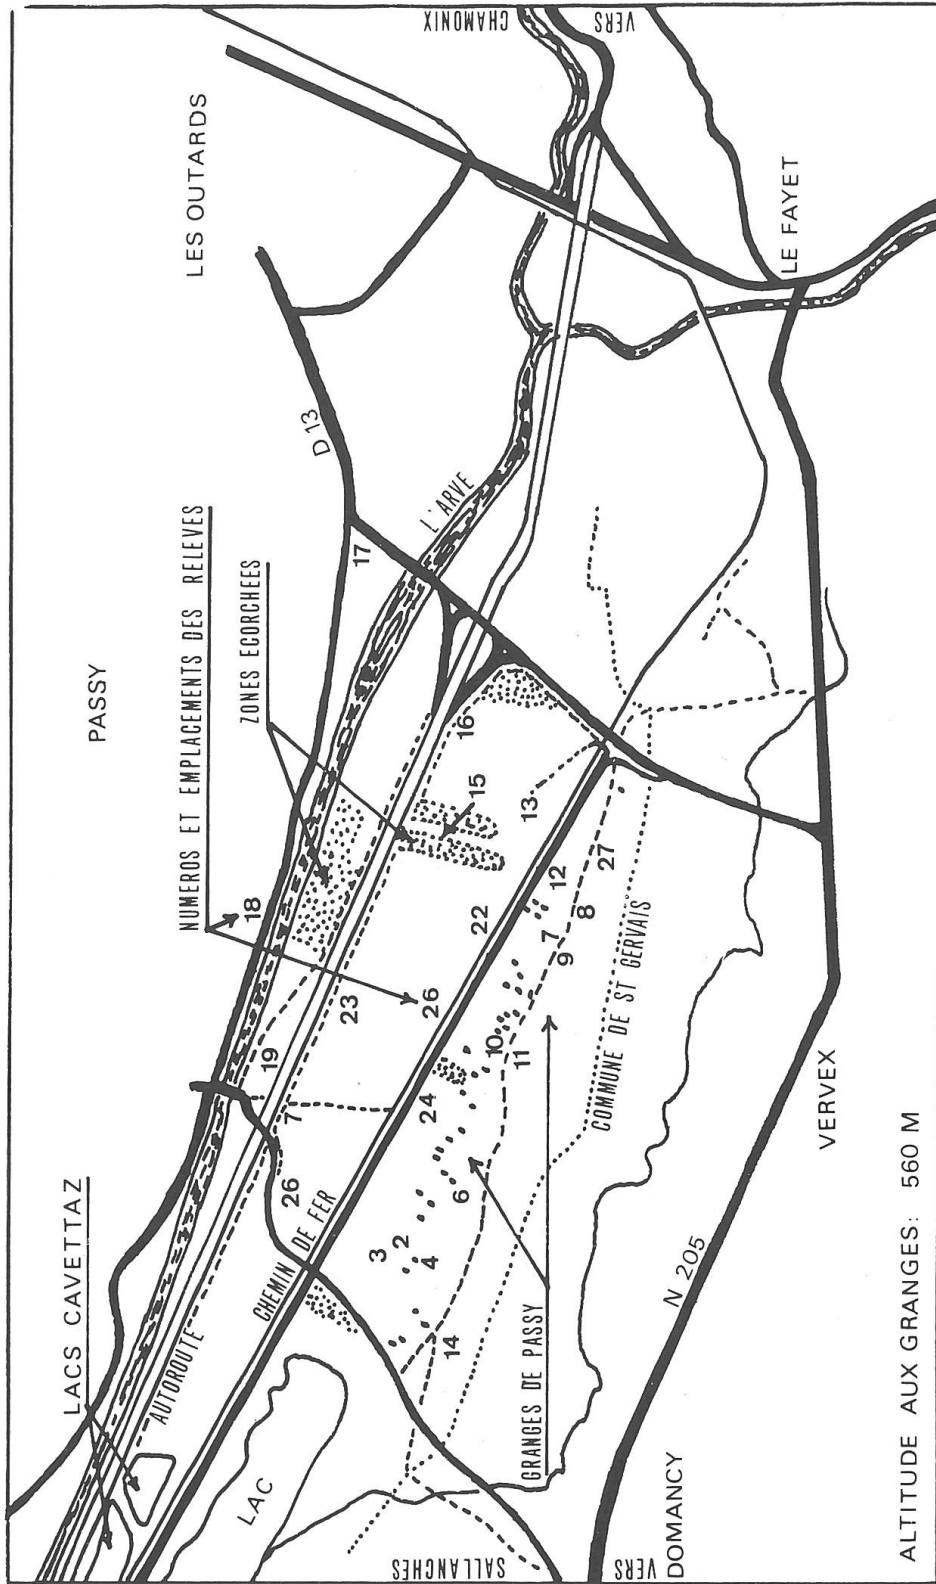 LACS CAVETTAZ
PASSY
LES OUTARDS
NUMEROS ET EMPLACEMENTS DES RELEVES
ZONES ECORCHEES
D 13
VERS
CHAMONIX
17
18
L'ARVE
AUTOROUTE
19
23
16
15
7
26
26
22
13
CHEMIN DE FER
LAC
24
12
27
3
2
4
6
10
11
7
9
8
14
COMMUNE DE ST GERVAIS
GRANGES DE PASSY
LE FAYET
VERS
SALLANCHES
DOMANCY
N 205
VERVEX
ALTITUDE AUX GRANGES: 560 M